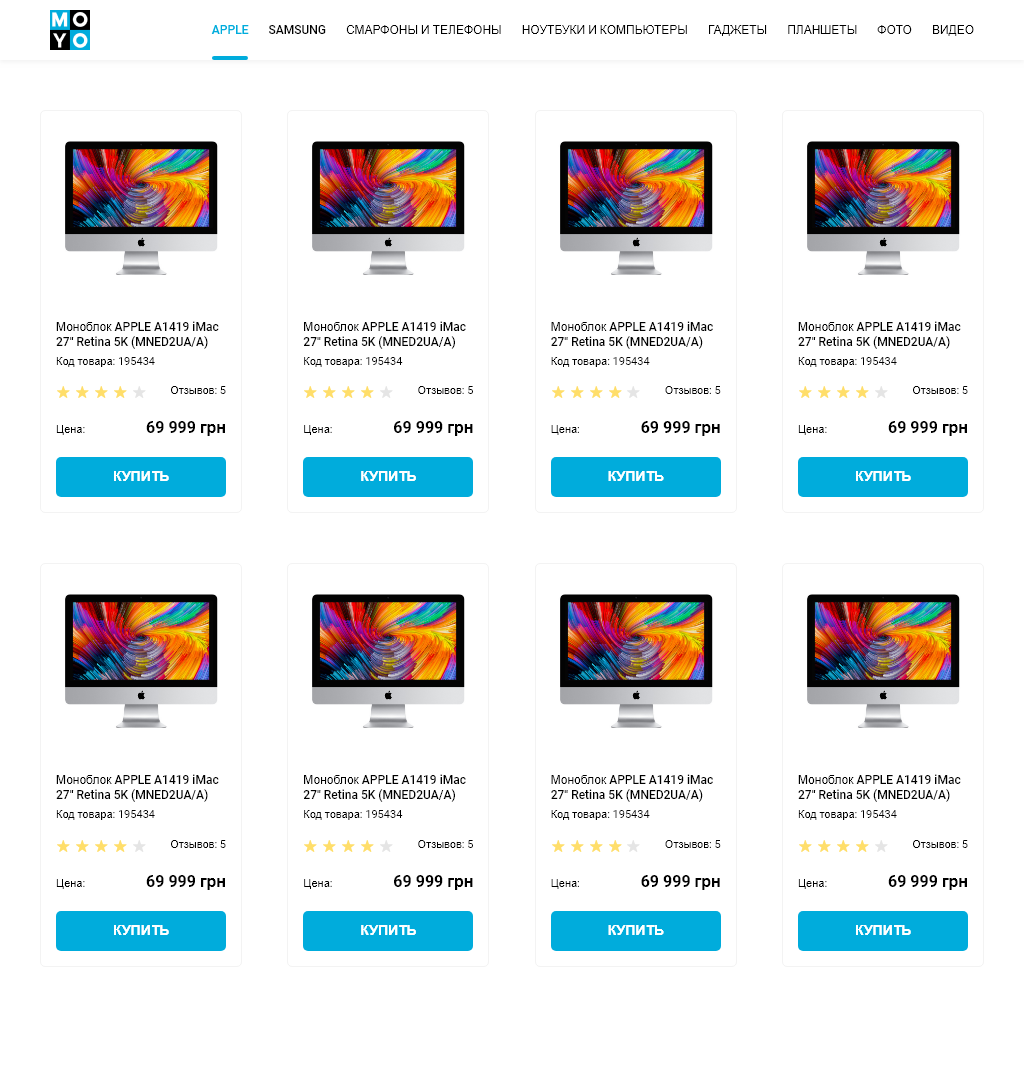 MO
YO
APPLE SAMSUNG СМАРФОНЫ И ТЕЛЕФОНЫ НОУТБУКИ И КОМПЬЮТЕРЫ ГАДЖЕТЫ ПЛАНШЕТЫ ФОТО ВИДЕО
Моноблок APPLE A1419 iMac
27" Retina 5K (MNED2UA/A)
Код товара: 195434
Отзывов: 5
Цена: 69 999 грн
КУПИТЬ
Моноблок APPLE A1419 iMac
27" Retina 5K (MNED2UA/A)
Код товара: 195434
Отзывов: 5
Цена: 69 999 грн
КУПИТЬ
Моноблок APPLE A1419 iMac
27" Retina 5K (MNED2UA/A)
Код товара: 195434
Отзывов: 5
Цена: 69 999 грн
КУПИТЬ
Моноблок APPLE A1419 iMac
27" Retina 5K (MNED2UA/A)
Код товара: 195434
Отзывов: 5
Цена: 69 999 грн
КУПИТЬ
Моноблок APPLE A1419 iMac
27" Retina 5K (MNED2UA/A)
Код товара: 195434
Отзывов: 5
Цена: 69 999 грн
КУПИТЬ
Моноблок APPLE A1419 iMac
27" Retina 5K (MNED2UA/A)
Код товара: 195434
Отзывов: 5
Цена: 69 999 грн
КУПИТЬ
Моноблок APPLE A1419 iMac
27" Retina 5K (MNED2UA/A)
Код товара: 195434
Отзывов: 5
Цена: 69 999 грн
КУПИТЬ
Моноблок APPLE A1419 iMac
27" Retina 5K (MNED2UA/A)
Код товара: 195434
Отзывов: 5
Цена: 69 999 грн
КУПИТЬ